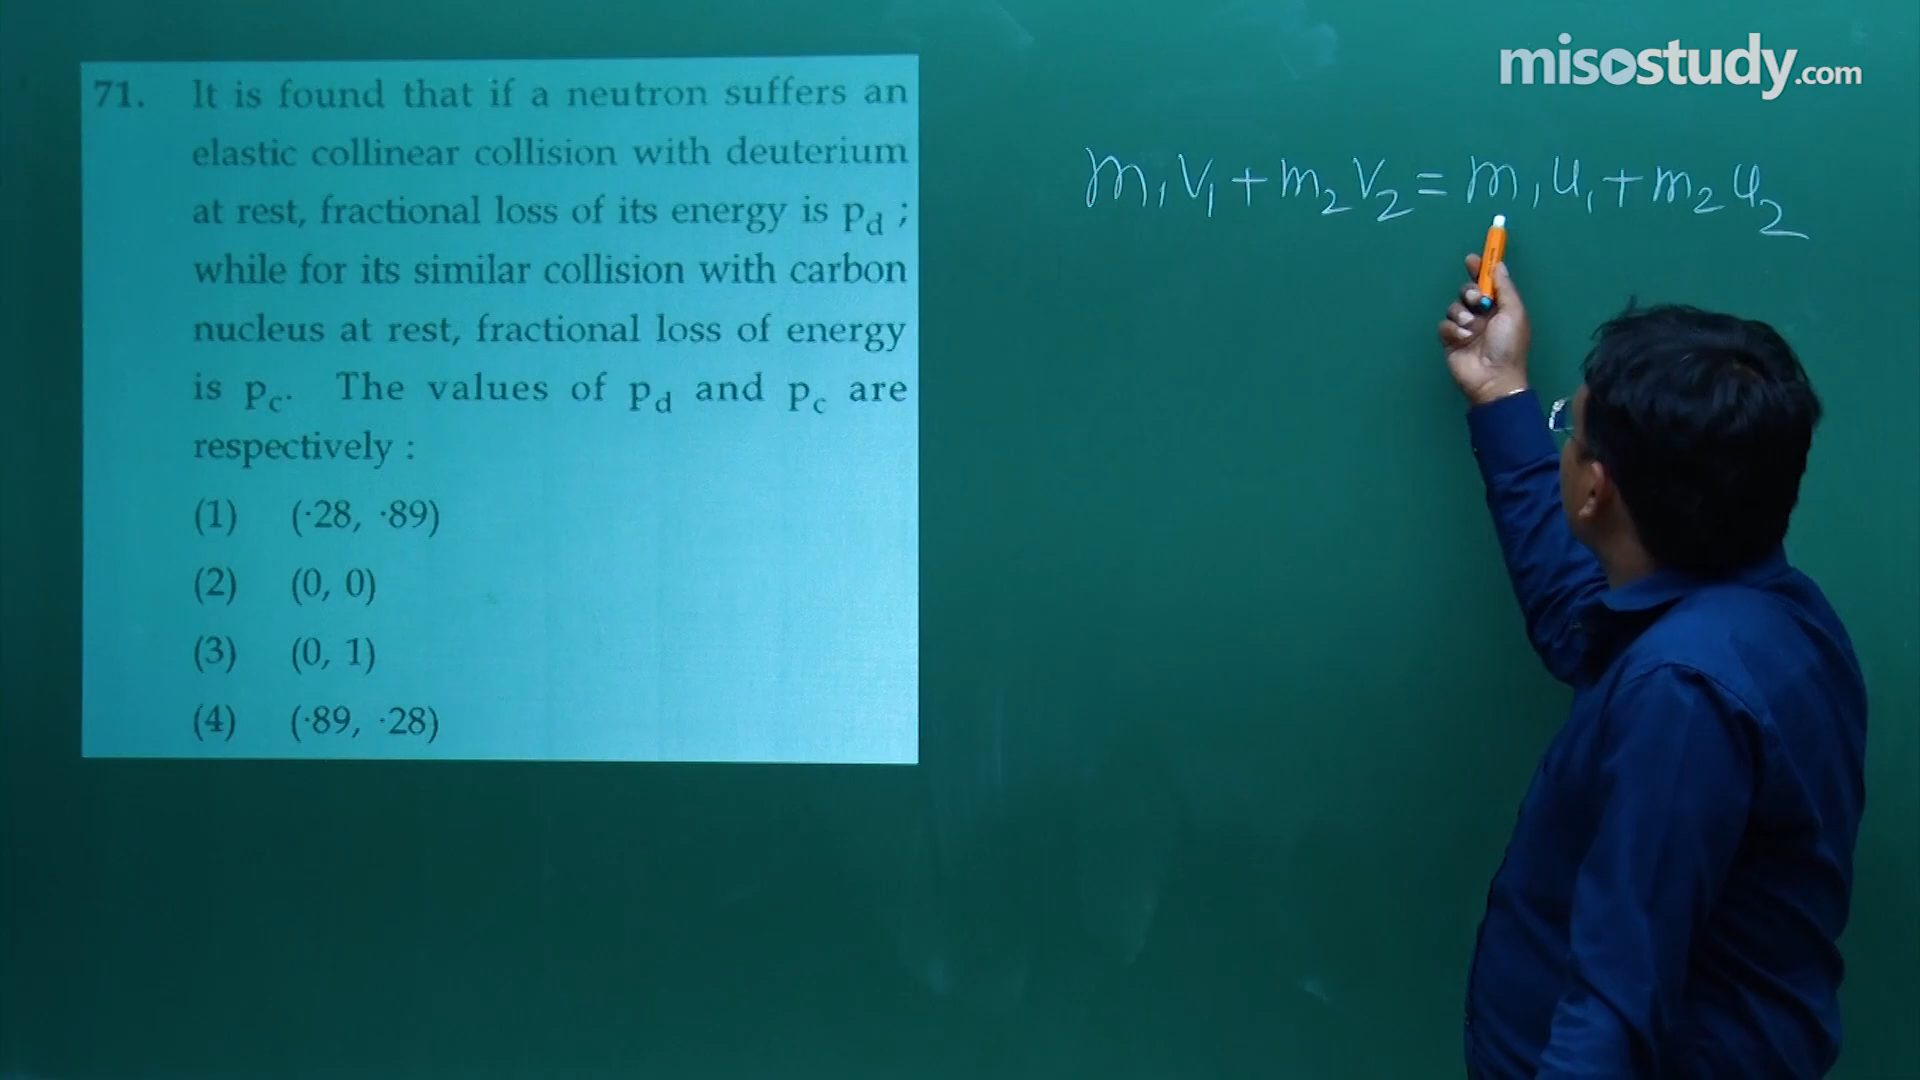 misostudy.com
71. It is found that if a neutron suffers an
elastic collinear collision with deuterium
at rest, fractional loss of its energy is p_d ;
while for its similar collision with carbon
nucleus at rest, fractional loss of energy
is p_c. The values of p_d and p_c are
respectively :
(1) (·28, ·89)
(2) (0, 0)
(3) (0, 1)
(4) (·89, ·28)
m₁v₁ + m₂v₂ = m₁u₁ + m₂u₂